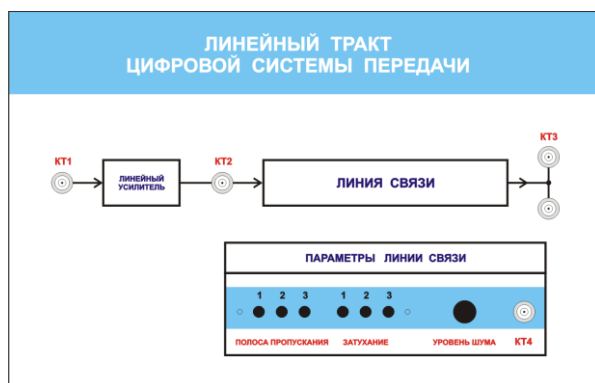 ЛИНЕЙНЫЙ ТРАКТ
ЦИФРОВОЙ СИСТЕМЫ ПЕРЕДАЧИ
КТ3
КТ1
КТ2
ЛИНЕЙНЫЙ
УСИЛИТЕЛЬ
ЛИНИЯ СВЯЗИ
ПАРАМЕТРЫ ЛИНИИ СВЯЗИ
1 2 3 1 2 3
ПОЛОСА ПРОПУСКАНИЯ ЗАТУХАНИЕ УРОВЕНЬ ШУМА КТ4